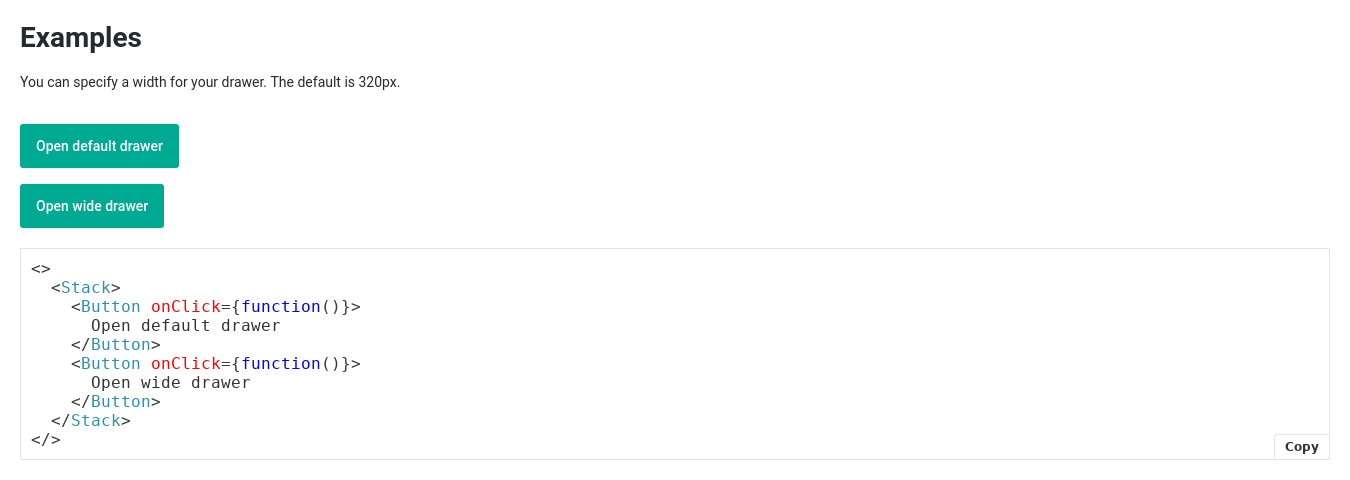 Examples
You can specify a width for your drawer. The default is 320px.
Open default drawer
Open wide drawer
<>
  <Stack>
    <Button onClick={function()}>
      Open default drawer
    </Button>
    <Button onClick={function()}>
      Open wide drawer
    </Button>
  </Stack>
</>
Copy